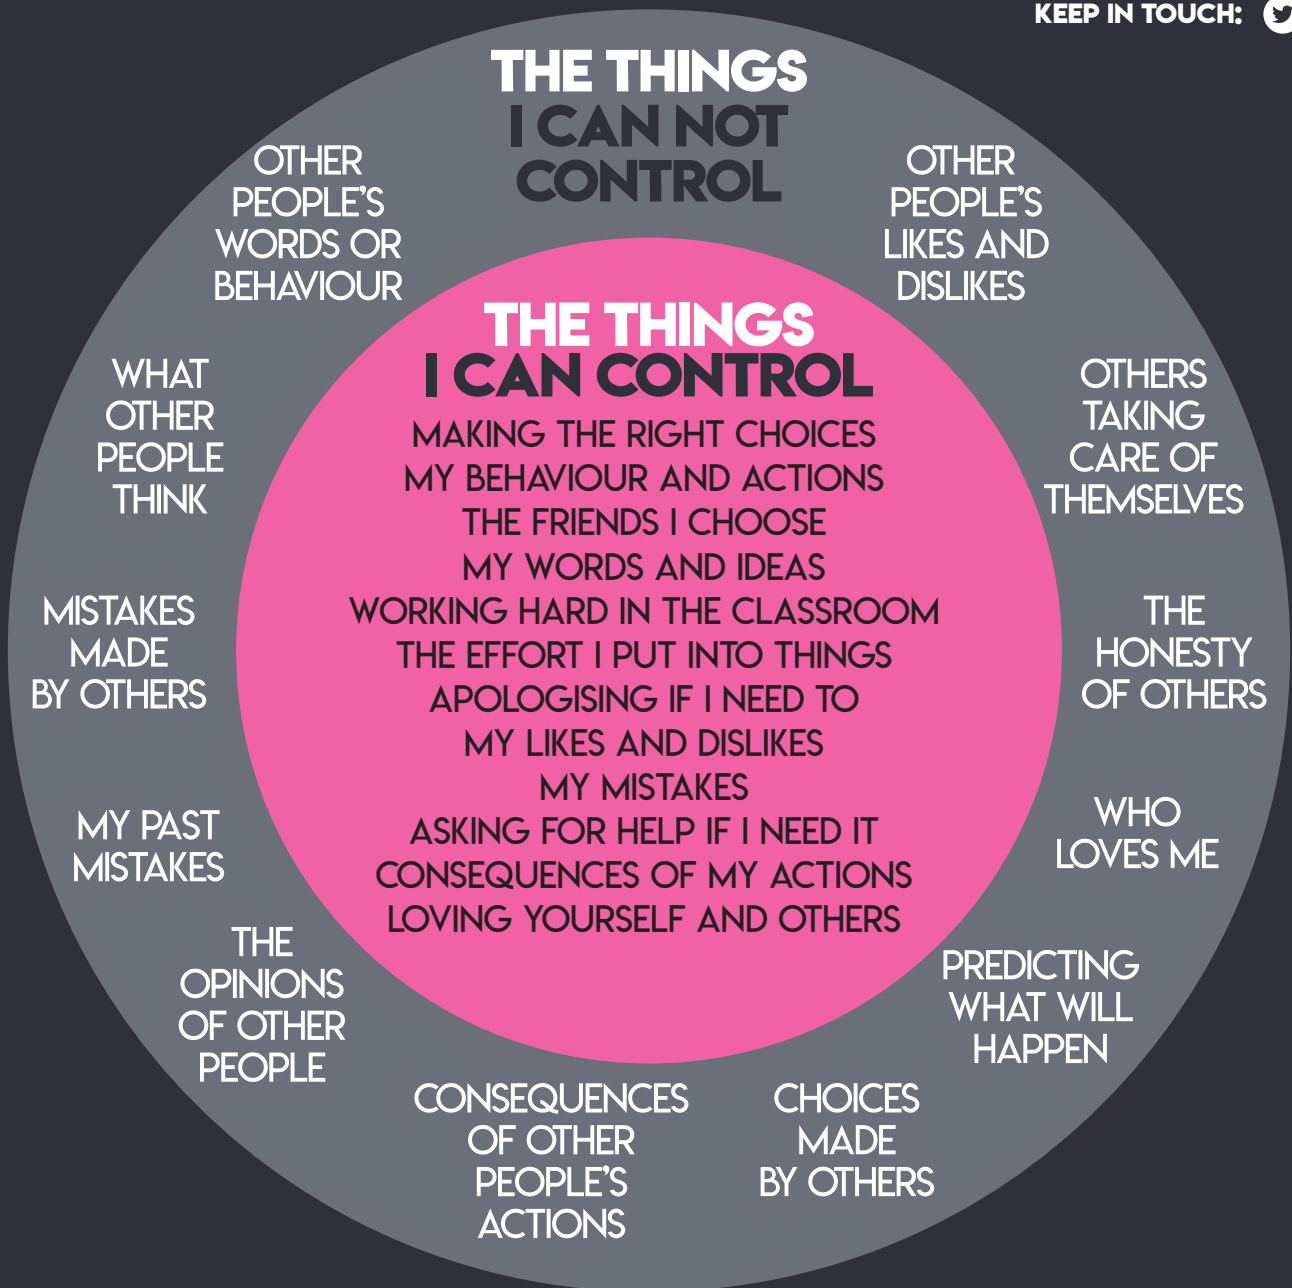 KEEP IN TOUCH:
THE THINGS
I CAN NOT
CONTROL
OTHER
PEOPLE'S
WORDS OR
BEHAVIOUR
OTHER
PEOPLE'S
LIKES AND
DISLIKES
WHAT
OTHER
PEOPLE
THINK
OTHERS
TAKING
CARE OF
THEMSELVES
MISTAKES
MADE
BY OTHERS
THE
HONESTY
OF OTHERS
MY PAST
MISTAKES
WHO
LOVES ME
THE
OPINIONS
OF OTHER
PEOPLE
PREDICTING
WHAT WILL
HAPPEN
CONSEQUENCES
OF OTHER
PEOPLE'S
ACTIONS
CHOICES
MADE
BY OTHERS
THE THINGS
I CAN CONTROL
MAKING THE RIGHT CHOICES
MY BEHAVIOUR AND ACTIONS
THE FRIENDS I CHOOSE
MY WORDS AND IDEAS
WORKING HARD IN THE CLASSROOM
THE EFFORT I PUT INTO THINGS
APOLOGISING IF I NEED TO
MY LIKES AND DISLIKES
MY MISTAKES
ASKING FOR HELP IF I NEED IT
CONSEQUENCES OF MY ACTIONS
LOVING YOURSELF AND OTHERS